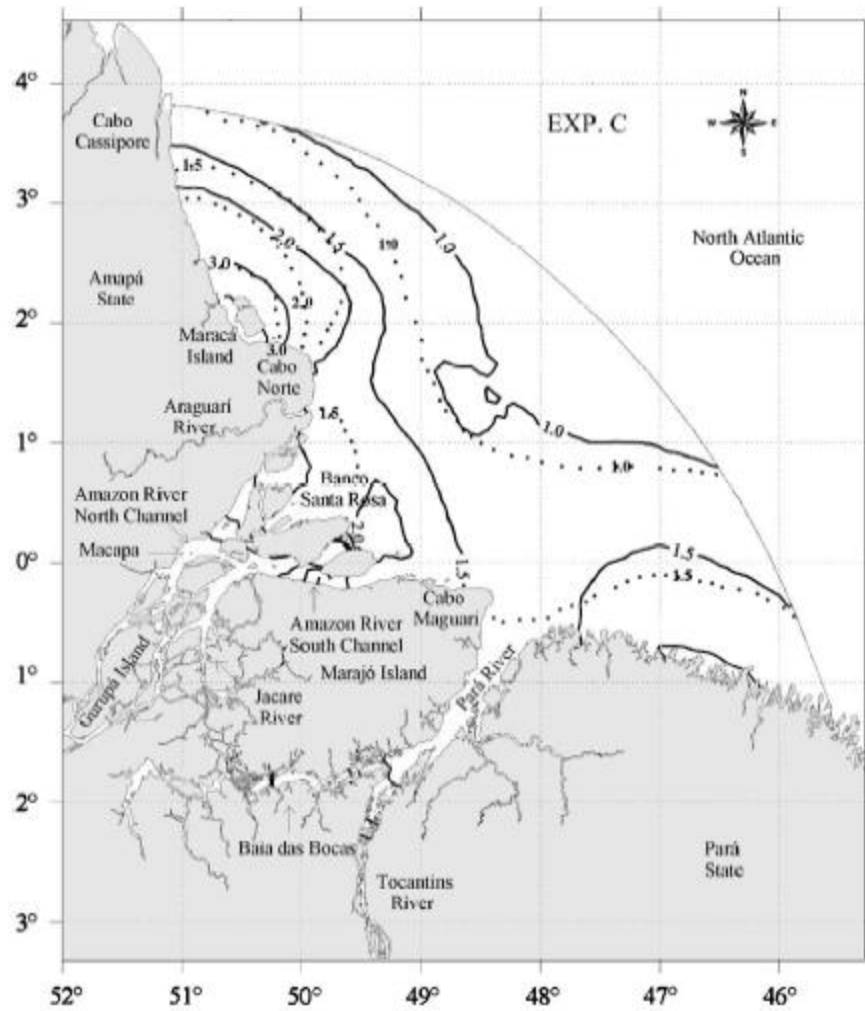 4°
3°
2°
1°
0°
1°
2°
3°
52°
51°
50°
49°
48°
47°
46°
EXP. C
N
W
E
S
North Atlantic
Ocean
Cabo
Cassipore
Amapá
State
Maracá
Island
Cabo
Norte
Araguarí
River
Amazon River
North Channel
Macapa
Banco
Santa Rosa
Cabo
Maguari
Amazon River
South Channel
Marajó Island
Gurupá Island
Jacare
River
Pará River
Baia das Bocas
Tocantins
River
Pará
State
1.5
1.5
2.0
3.0
2.0
3.0
1.0
1.0
1.5
1.0
1.0
2.0
1.5
1.5
1.5